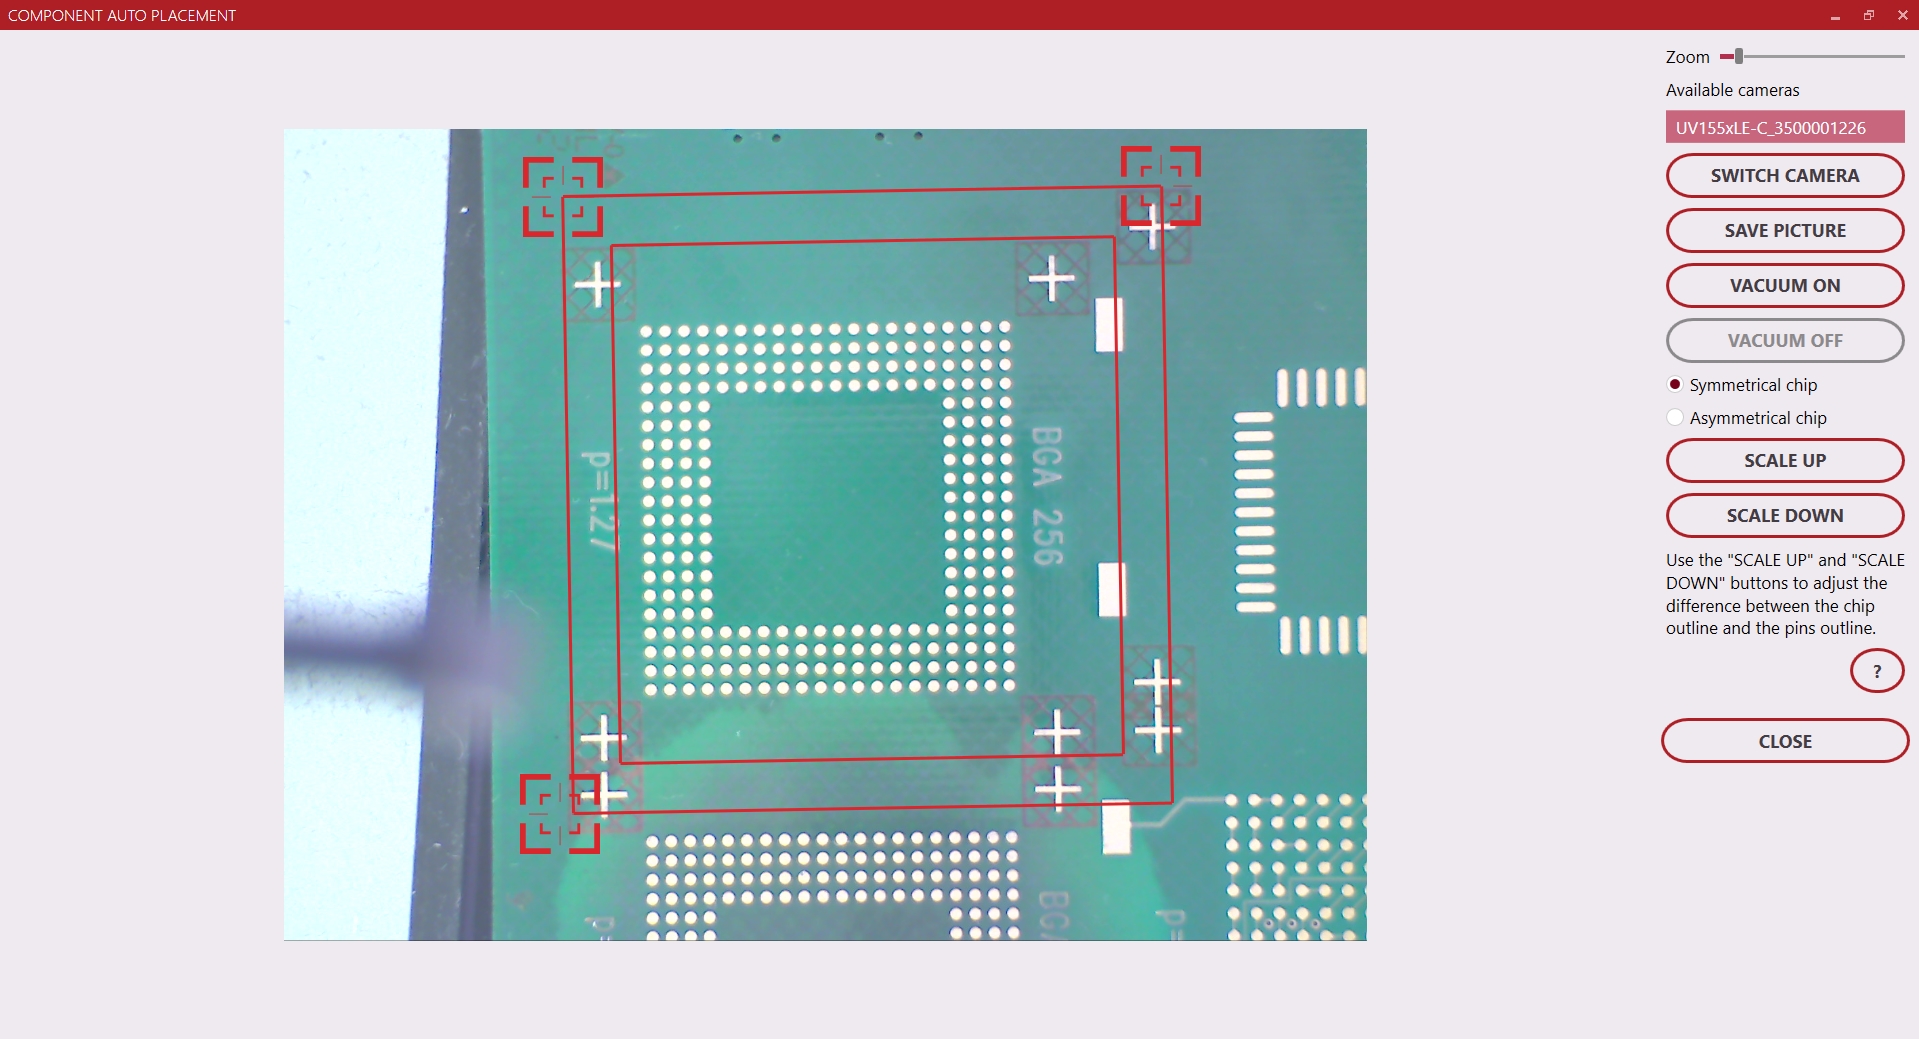 COMPONENT AUTO PLACEMENT
Zoom
Available cameras
UV155xLE-C_3500001226
SWITCH CAMERA
SAVE PICTURE
VACUUM ON
VACUUM OFF
Symmetrical chip
Asymmetrical chip
SCALE UP
SCALE DOWN
Use the "SCALE UP" and "SCALE
DOWN" buttons to adjust the
difference between the chip
outline and the pins outline.
?
CLOSE
p=1.27
BGA 256
p=
BGA
p=